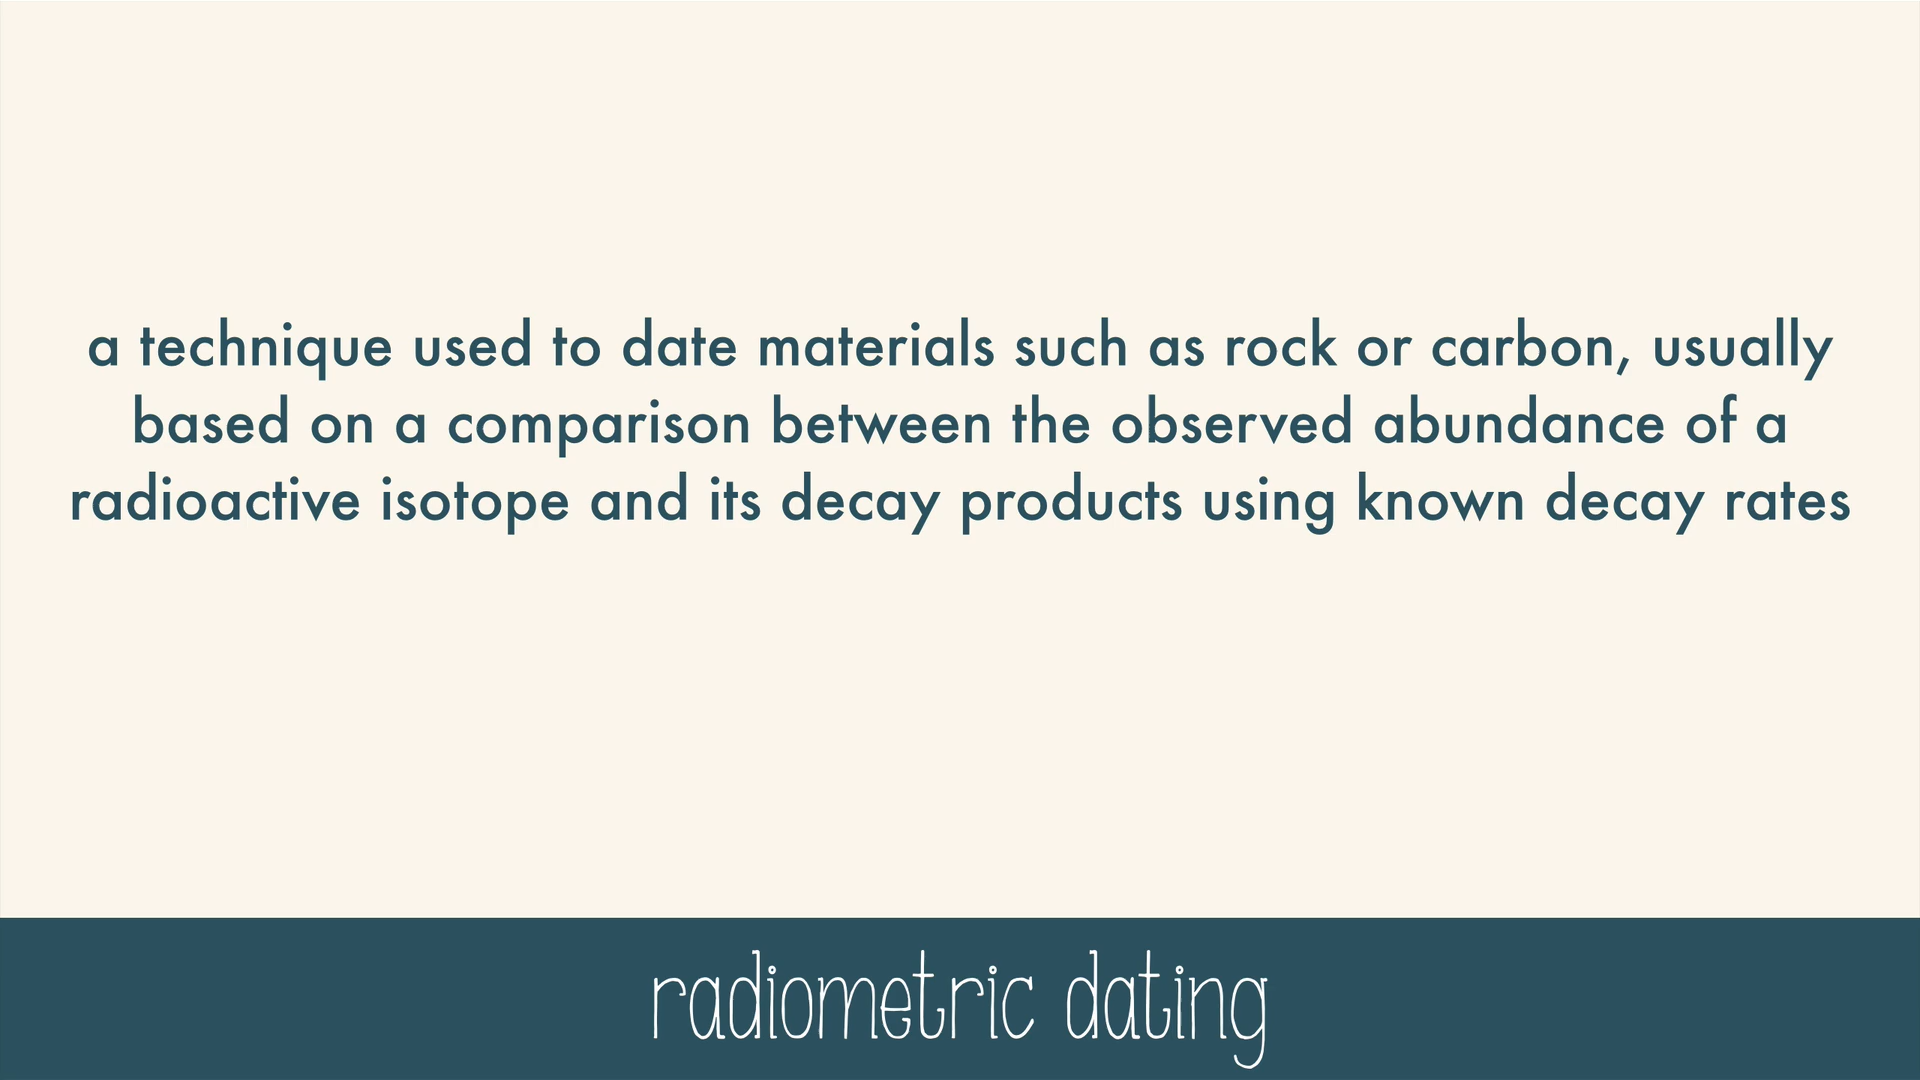 a technique used to date materials such as rock or carbon, usually
based on a comparison between the observed abundance of a
radioactive isotope and its decay products using known decay rates
radiometric dating